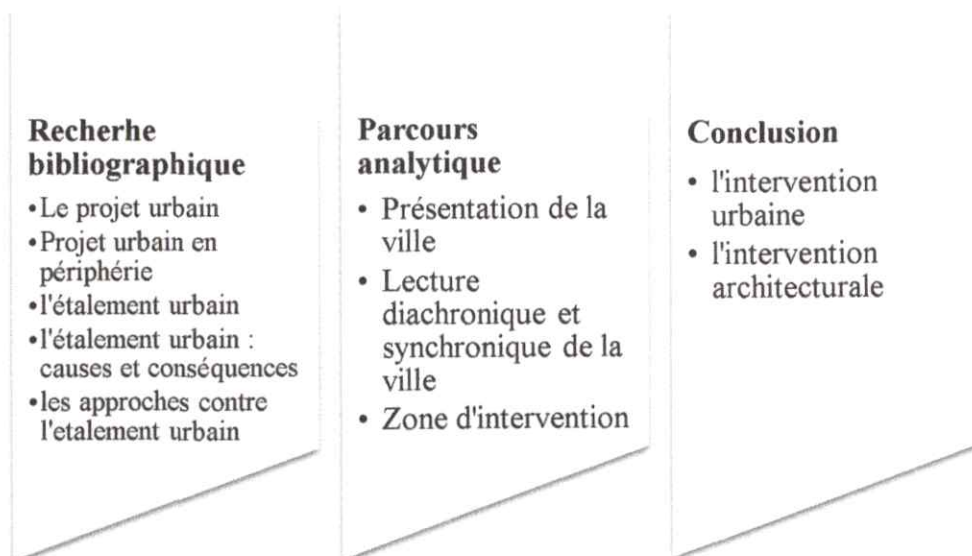 Recherhe
bibliographique
•Le projet urbain
•Projet urbain en
périphérie
•l'étalement urbain
•l'étalement urbain :
causes et conséquences
•les approches contre
l'etalement urbain
Parcours
analytique
• Présentation de la
ville
• Lecture
diachronique et
synchronique de la
ville
• Zone d'intervention
Conclusion
• l'intervention
urbaine
• l'intervention
architecturale